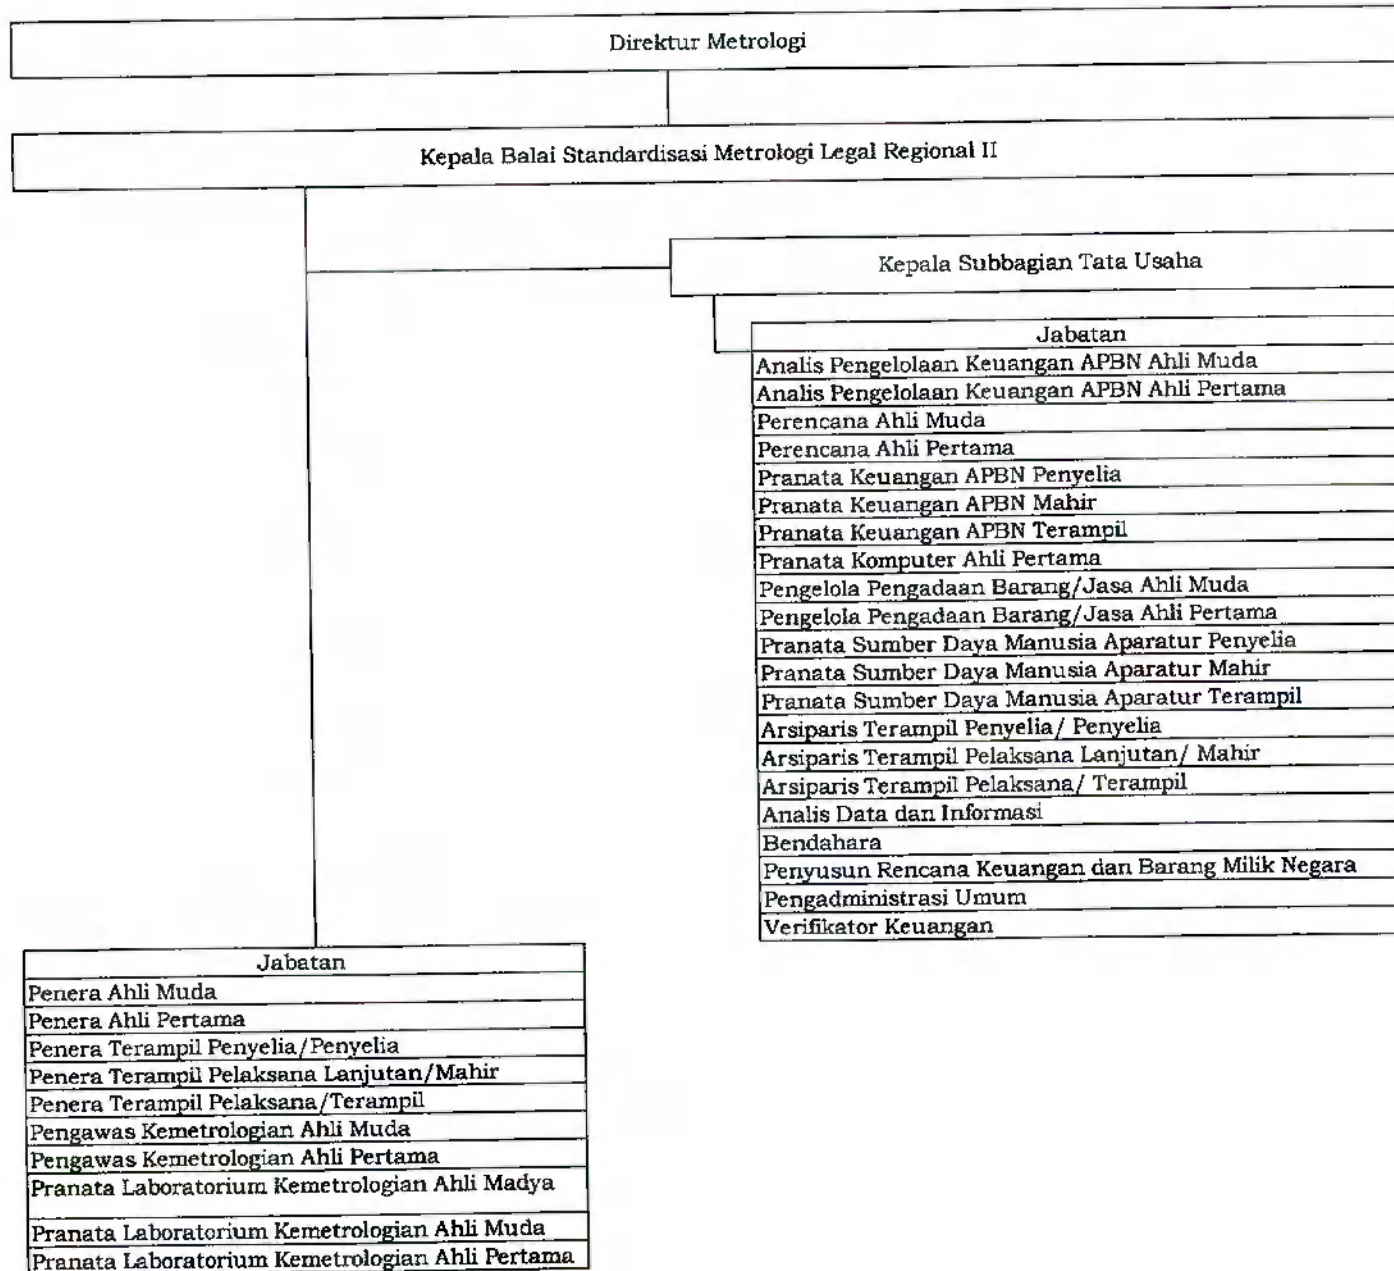 Direktur Metrologi
Kepala Balai Standardisasi Metrologi Legal Regional II
Kepala Subbagian Tata Usaha
Jabatan
Analis Pengelolaan Keuangan APBN Ahli Muda
Analis Pengelolaan Keuangan APBN Ahli Pertama
Perencana Ahli Muda
Perencana Ahli Pertama
Pranata Keuangan APBN Penyelia
Pranata Keuangan APBN Mahir
Pranata Keuangan APBN Terampil
Pranata Komputer Ahli Pertama
Pengelola Pengadaan Barang/Jasa Ahli Muda
Pengelola Pengadaan Barang/Jasa Ahli Pertama
Pranata Sumber Daya Manusia Aparatur Penyelia
Pranata Sumber Daya Manusia Aparatur Mahir
Pranata Sumber Daya Manusia Aparatur Terampil
Arsiparis Terampil Penyelia/ Penyelia
Arsiparis Terampil Pelaksana Lanjutan/ Mahir
Arsiparis Terampil Pelaksana/ Terampil
Analis Data dan Informasi
Bendahara
Penyusun Rencana Keuangan dan Barang Milik Negara
Pengadministrasi Umum
Verifikator Keuangan
Jabatan
Penera Ahli Muda
Penera Ahli Pertama
Penera Terampil Penyelia/Penyelia
Penera Terampil Pelaksana Lanjutan/Mahir
Penera Terampil Pelaksana/Terampil
Pengawas Kemetrologian Ahli Muda
Pengawas Kemetrologian Ahli Pertama
Pranata Laboratorium Kemetrologian Ahli Madya
Pranata Laboratorium Kemetrologian Ahli Muda
Pranata Laboratorium Kemetrologian Ahli Pertama